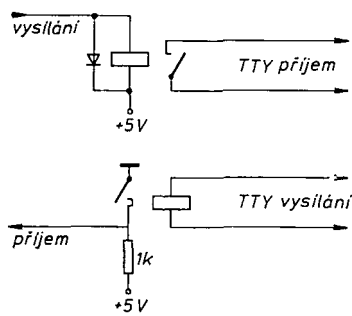 vysílání
TTY příjem
+5V
TTY vysílání
příjem
1k
+5V